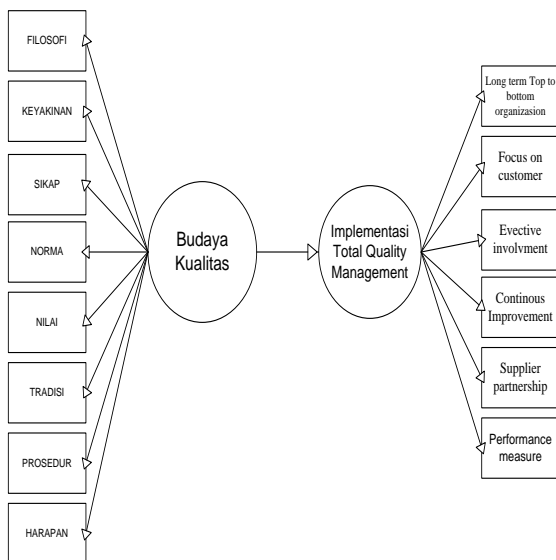 FILOSOFI
KEYAKINAN
SIKAP
NORMA
NILAI
TRADISI
PROSEDUR
HARAPAN
Budaya
Kualitas
Implementasi
Total Quality
Management
Long term Top to
bottom
organizasion
Focus on
customer
Evective
involvment
Continous
Improvement
Supplier
partnership
Performance
measure